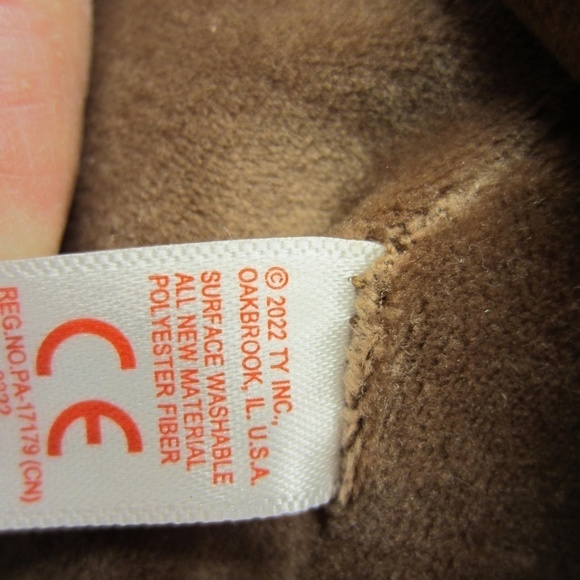 © 2022 TY INC.,
OAKBROOK, IL. U.S.A.
SURFACE WASHABLE
ALL NEW MATERIAL
POLYESTER FIBER
CE
REG.NO.PA-17179 (CN)